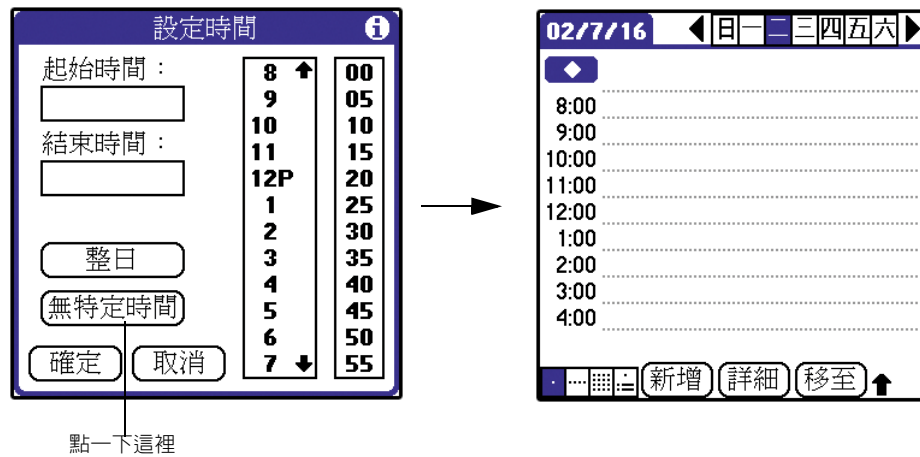 設定時間
起始時間：
結束時間：
整日
無特定時間
確定 取消
8 00
9 05
10 10
11 15
12P 20
1 25
2 30
3 35
4 40
5 45
6 50
7 55
點一下這裡
02/7/16 日 一 二 三 四 五 六
8:00
9:00
10:00
11:00
12:00
1:00
2:00
3:00
4:00
新增 詳細 移至